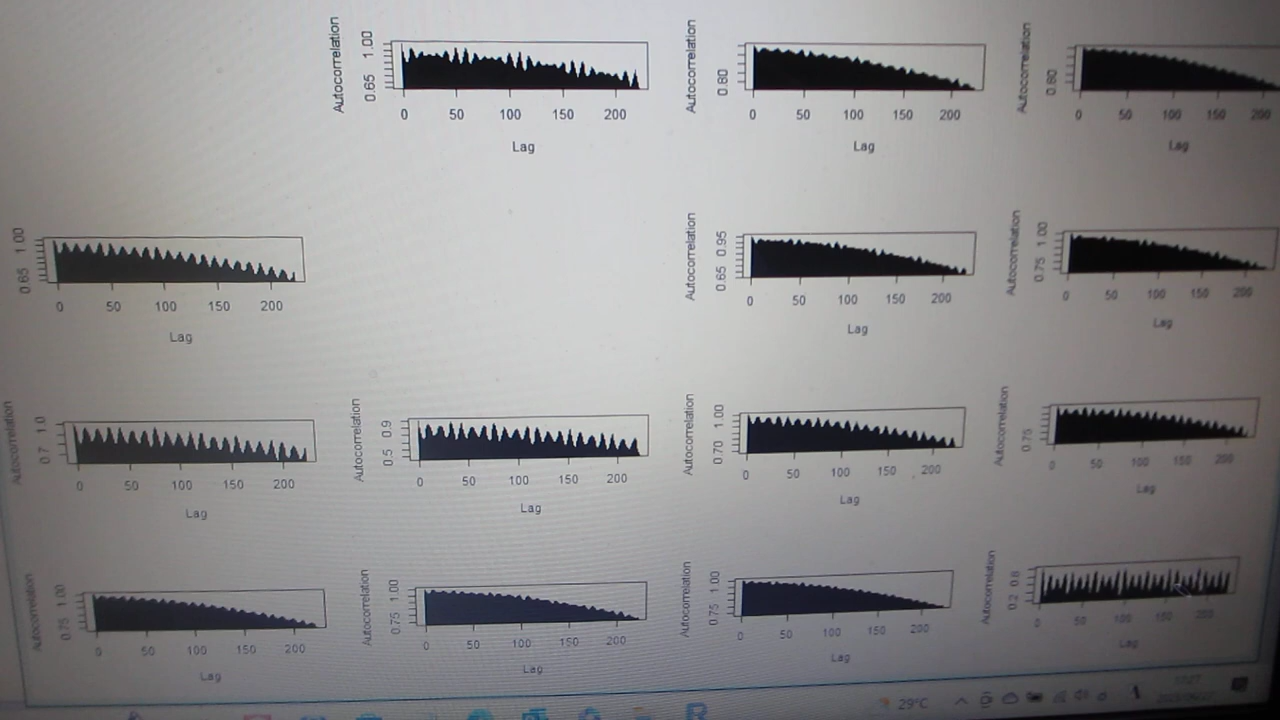 Autocorrelation
0.65 1.00
0 50 100 150 200
Lag
Autocorrelation
0.80
0 50 100 150 200
Lag
Autocorrelation
0.80
0 50 100 150 200
Lag
0.65 1.00
0 50 100 150 200
Lag
Autocorrelation
0.65 0.95
0 50 100 150 200
Lag
Autocorrelation
0.75 1.00
0 50 100 150 200
Lag
Autocorrelation
0.7 1.0
0 50 100 150 200
Lag
Autocorrelation
0.5 0.9
0 50 100 150 200
Lag
Autocorrelation
0.70 1.00
0 50 100 150 200
Lag
Autocorrelation
0.75
0 50 100 150 200
Lag
Autocorrelation
0.75 1.00
0 50 100 150 200
Lag
Autocorrelation
0.75 1.00
0 50 100 150 200
Lag
Autocorrelation
0.75 1.00
0 50 100 150 200
Lag
Autocorrelation
0.2 0.8
0 50 100 150 200
Lag
29°C